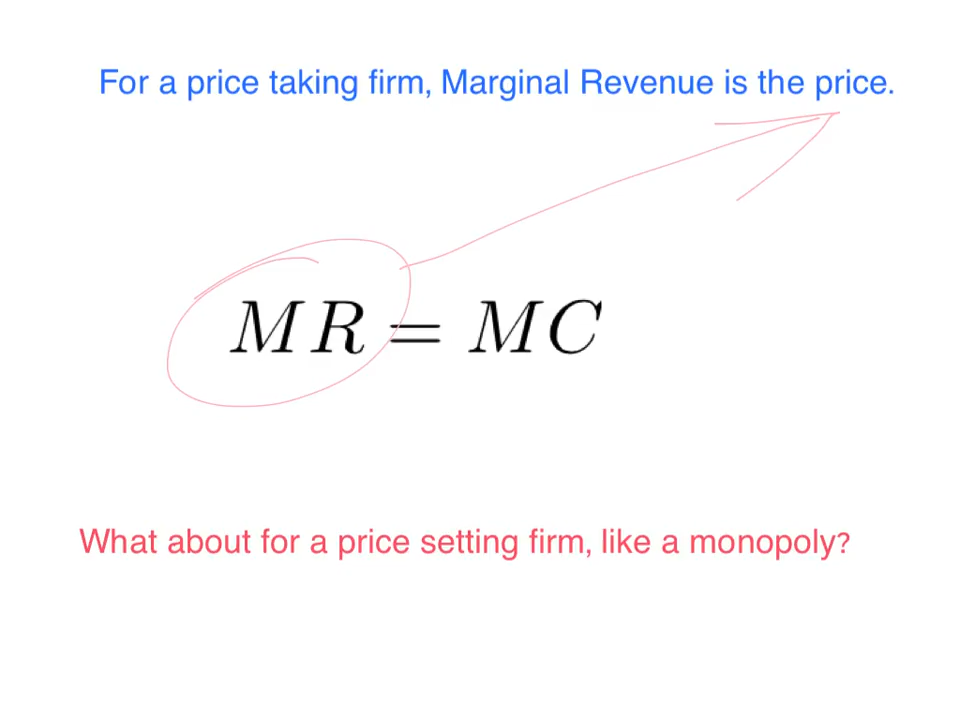 For a price taking firm, Marginal Revenue is the price.
MR = MC
What about for a price setting firm, like a monopoly?